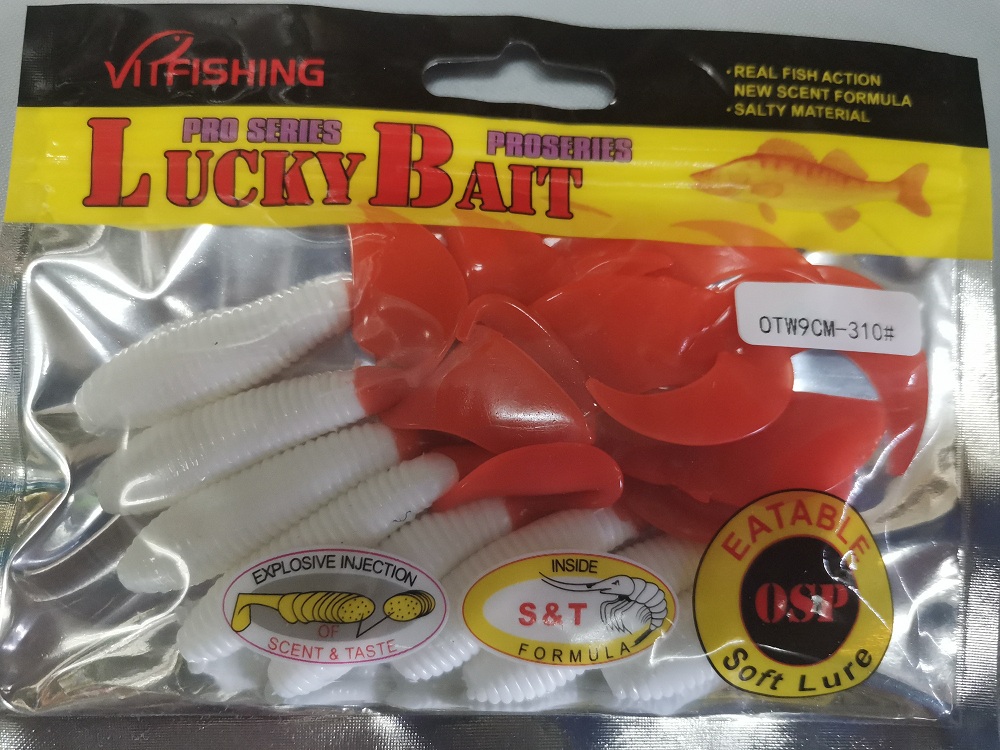 VITFISHING
·REAL FISH ACTION
NEW SCENT FORMULA
·SALTY MATERIAL
PRO SERIES
PROSERIES
LUCKY BAIT
OTW9CM-310#
EXPLOSIVE INJECTION
OF
SCENT & TASTE
INSIDE
S&T
FORMULA
EATABLE
OSP
Soft Lure